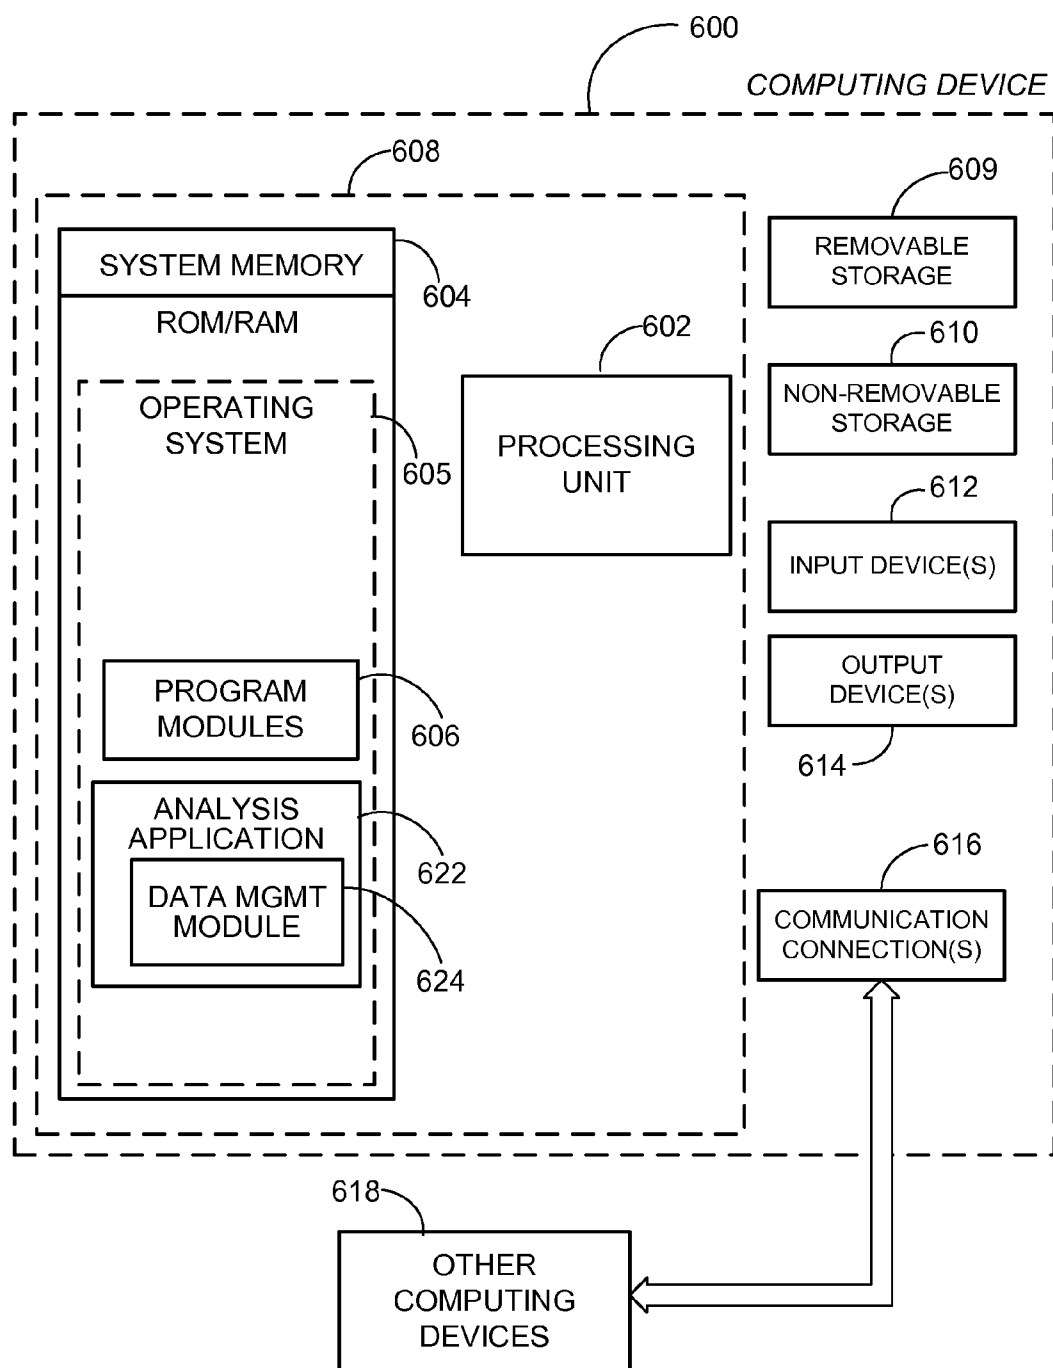 600
COMPUTING DEVICE
608
SYSTEM MEMORY
604
ROM/RAM
OPERATING
SYSTEM
605
PROGRAM
MODULES
606
ANALYSIS
APPLICATION
622
DATA MGMT
MODULE
624
602
PROCESSING
UNIT
609
REMOVABLE
STORAGE
610
NON-REMOVABLE
STORAGE
612
INPUT DEVICE(S)
OUTPUT
DEVICE(S)
614
616
COMMUNICATION
CONNECTION(S)
618
OTHER
COMPUTING
DEVICES